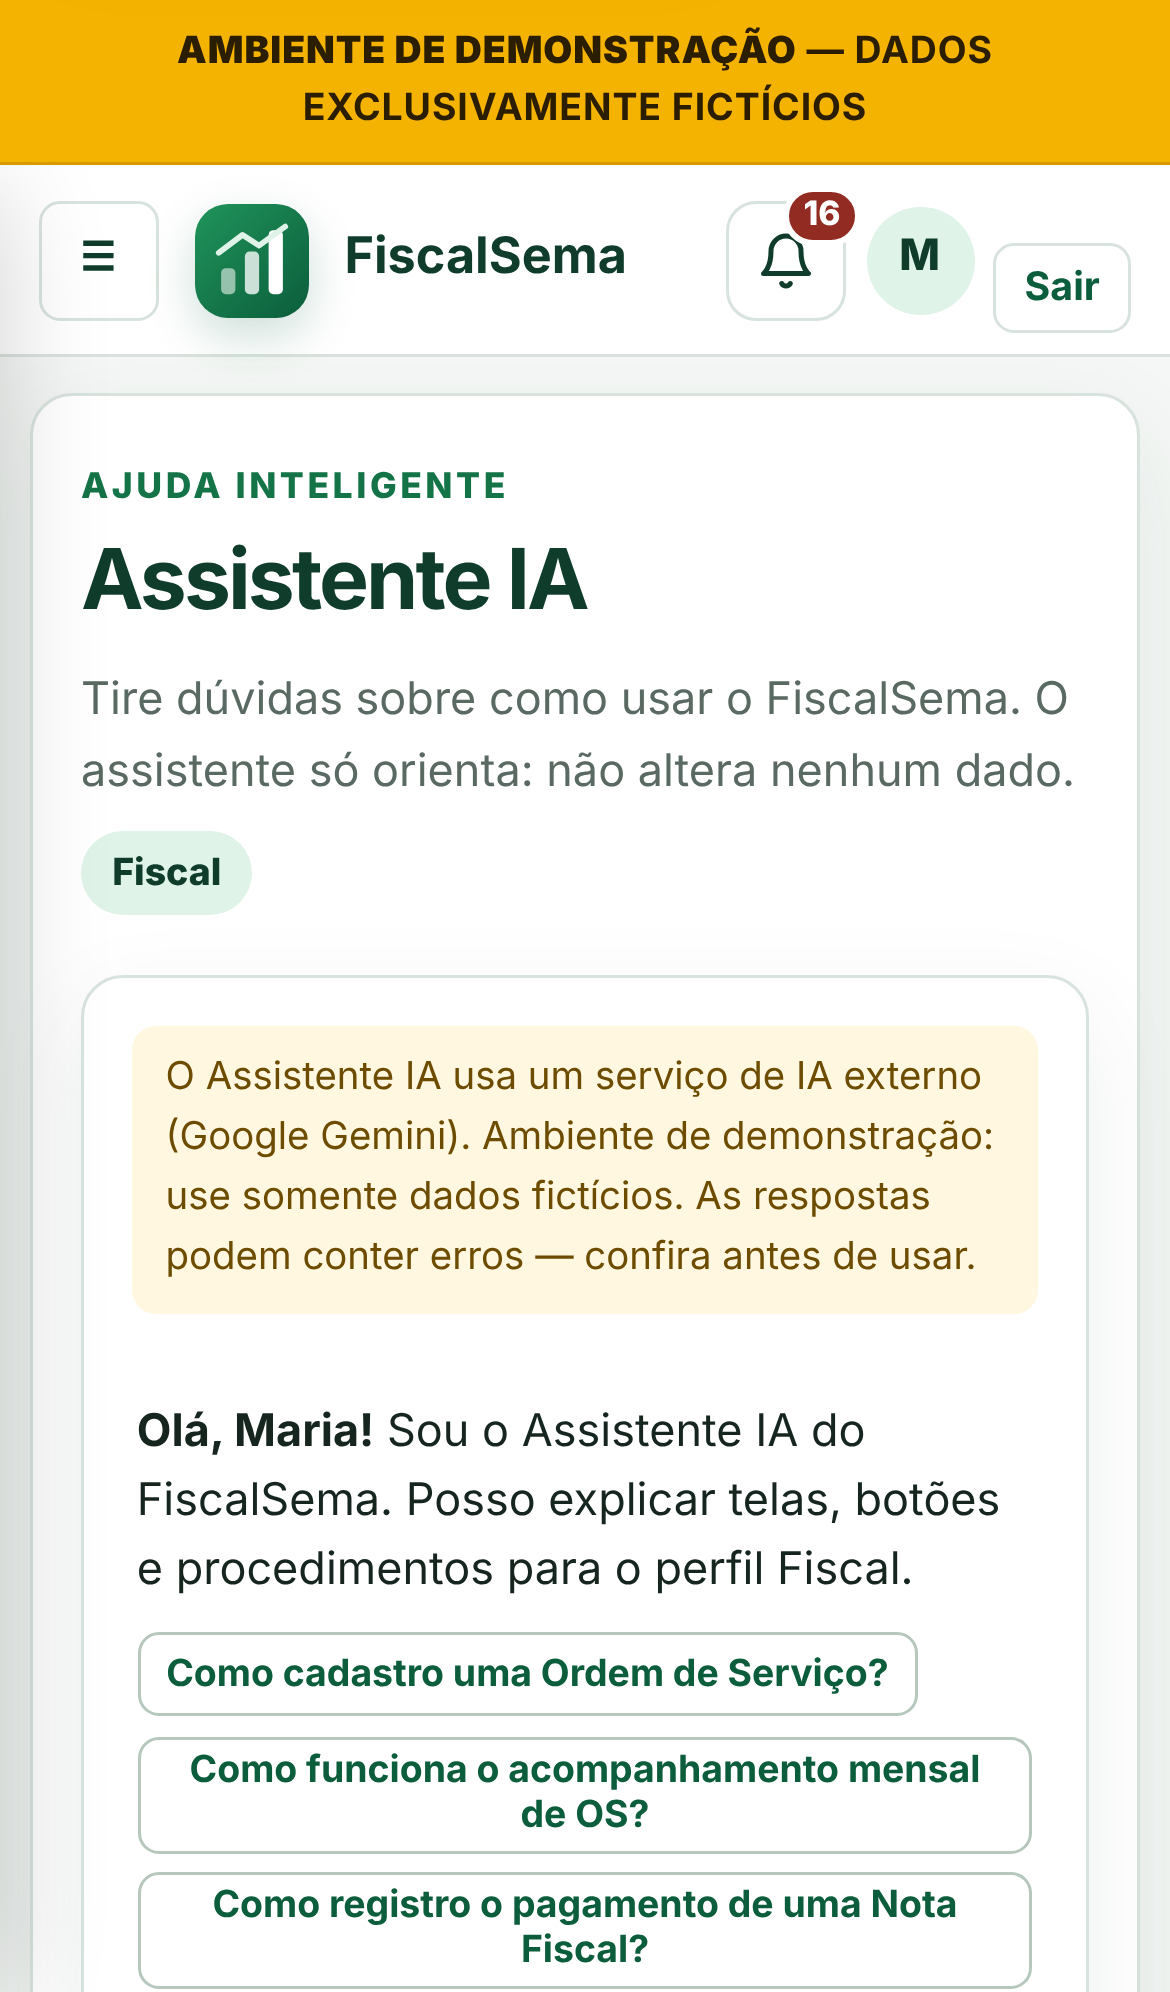 AMBIENTE DE DEMONSTRAÇÃO — DADOS
EXCLUSIVAMENTE FICTÍCIOS
FiscalSema
16
M
Sair
AJUDA INTELIGENTE
Assistente IA
Tire dúvidas sobre como usar o FiscalSema. O
assistente só orienta: não altera nenhum dado.
Fiscal
O Assistente IA usa um serviço de IA externo
(Google Gemini). Ambiente de demonstração:
use somente dados fictícios. As respostas
podem conter erros — confira antes de usar.
Olá, Maria! Sou o Assistente IA do
FiscalSema. Posso explicar telas, botões
e procedimentos para o perfil Fiscal.
Como cadastro uma Ordem de Serviço?
Como funciona o acompanhamento mensal
de OS?
Como registro o pagamento de uma Nota
Fiscal?